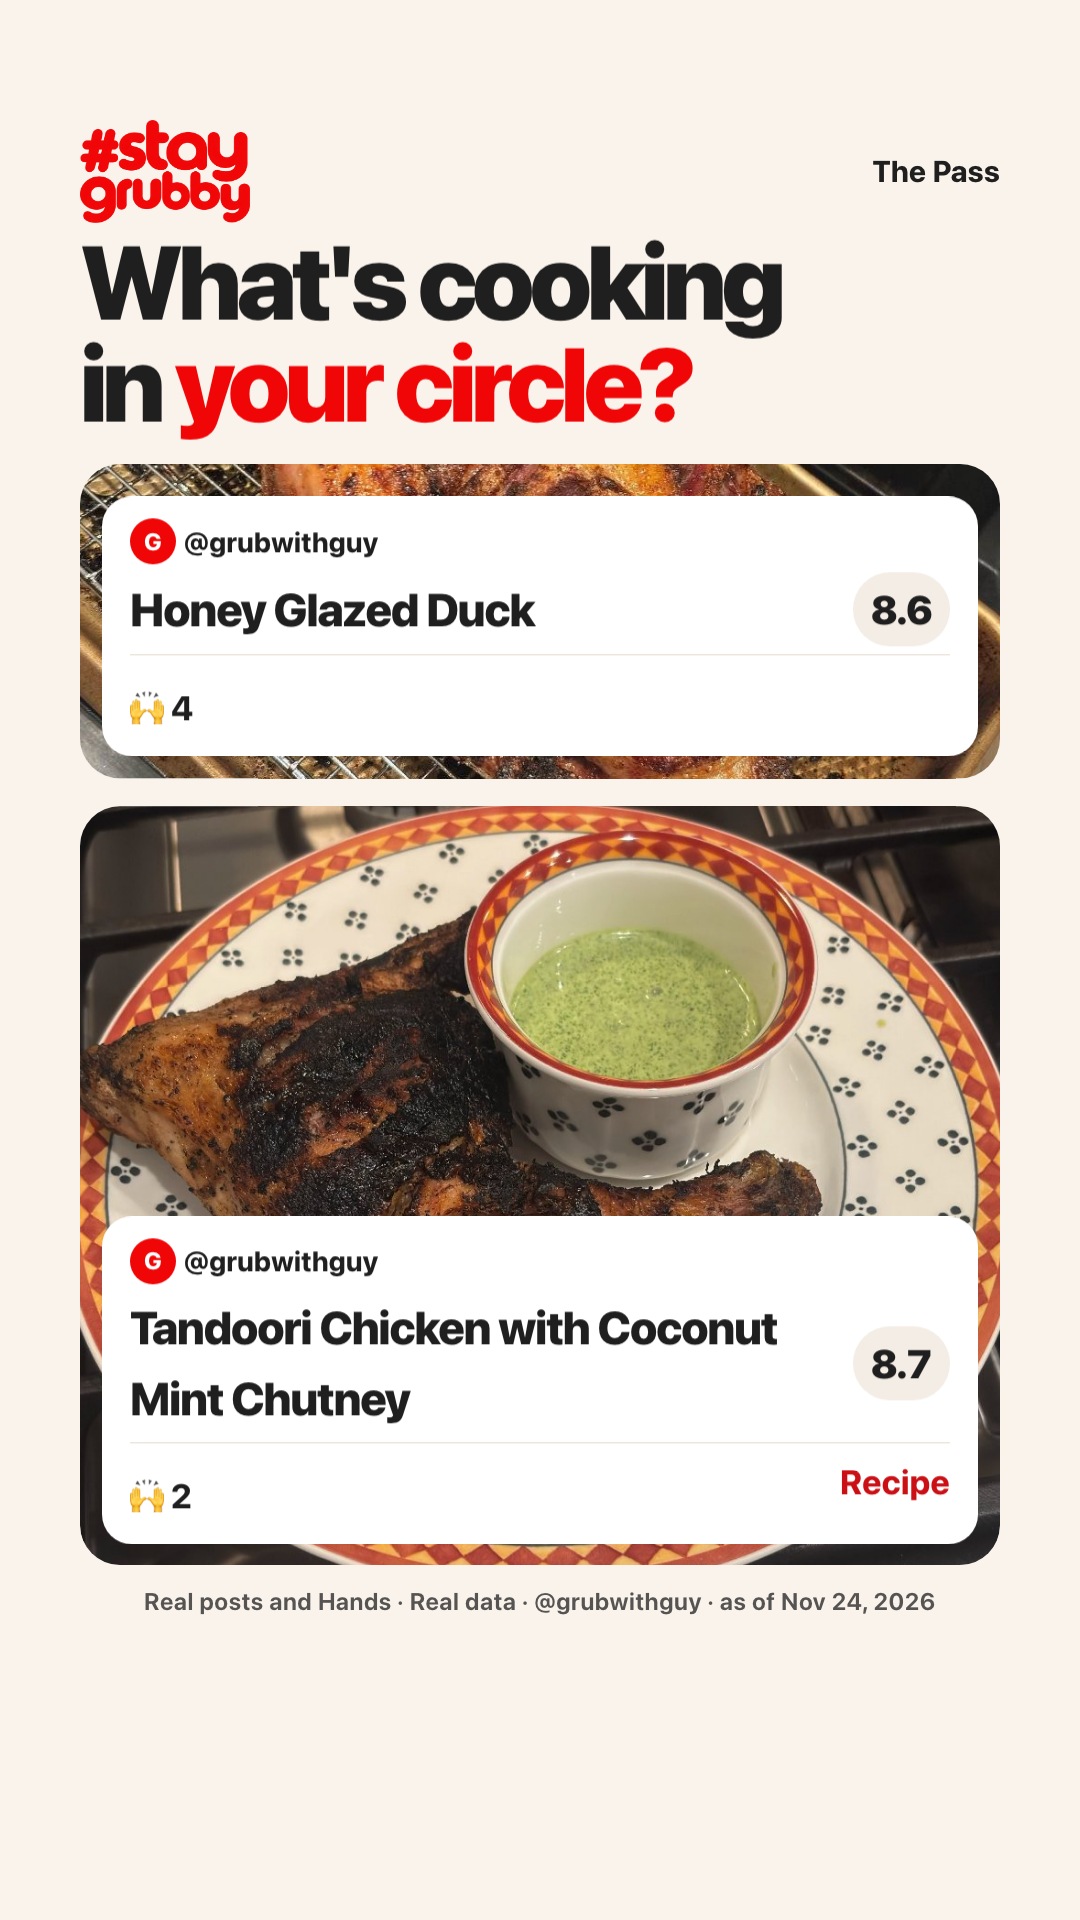 #stay
grubby
The Pass
What's cooking
in your circle?
G @grubwithguy
Honey Glazed Duck
8.6
🙌 4
G @grubwithguy
Tandoori Chicken with Coconut
Mint Chutney
8.7
🙌 2
Recipe
Real posts and Hands · Real data · @grubwithguy · as of Nov 24, 2026